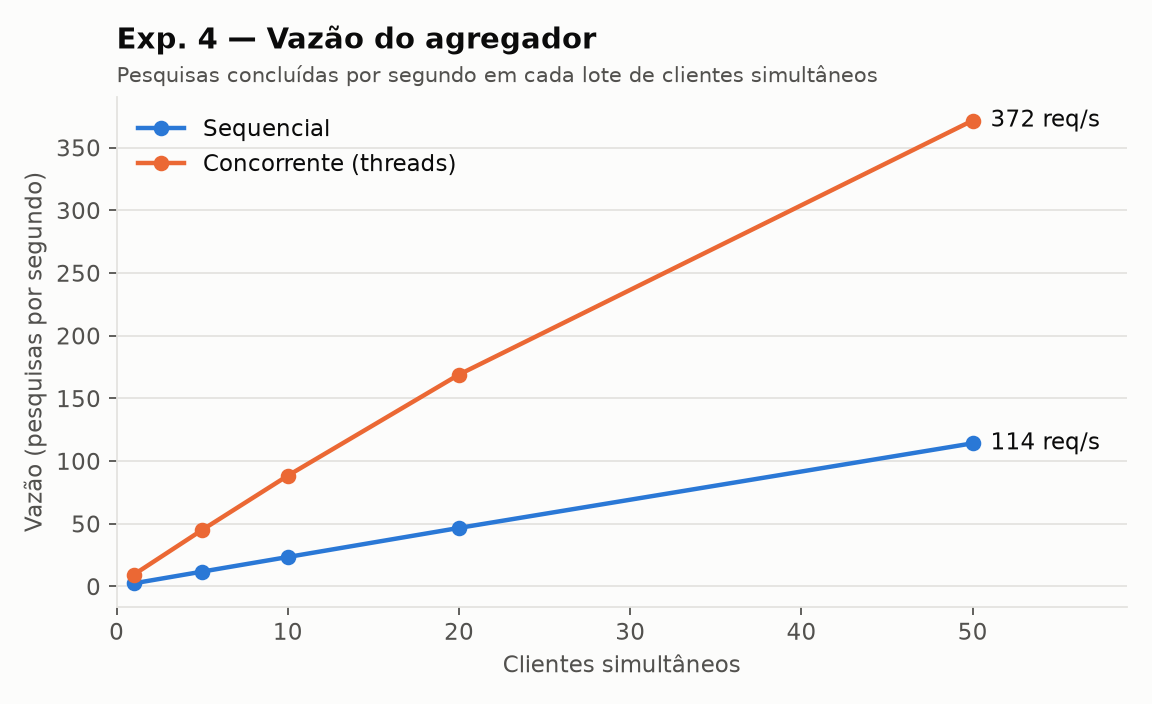 Exp. 4 — Vazão do agregador
Pesquisas concluídas por segundo em cada lote de clientes simultâneos
Sequencial
Concorrente (threads)
372 req/s
114 req/s
Vazão (pesquisas por segundo)
350
300
250
200
150
100
50
0
0 10 20 30 40 50
Clientes simultâneos